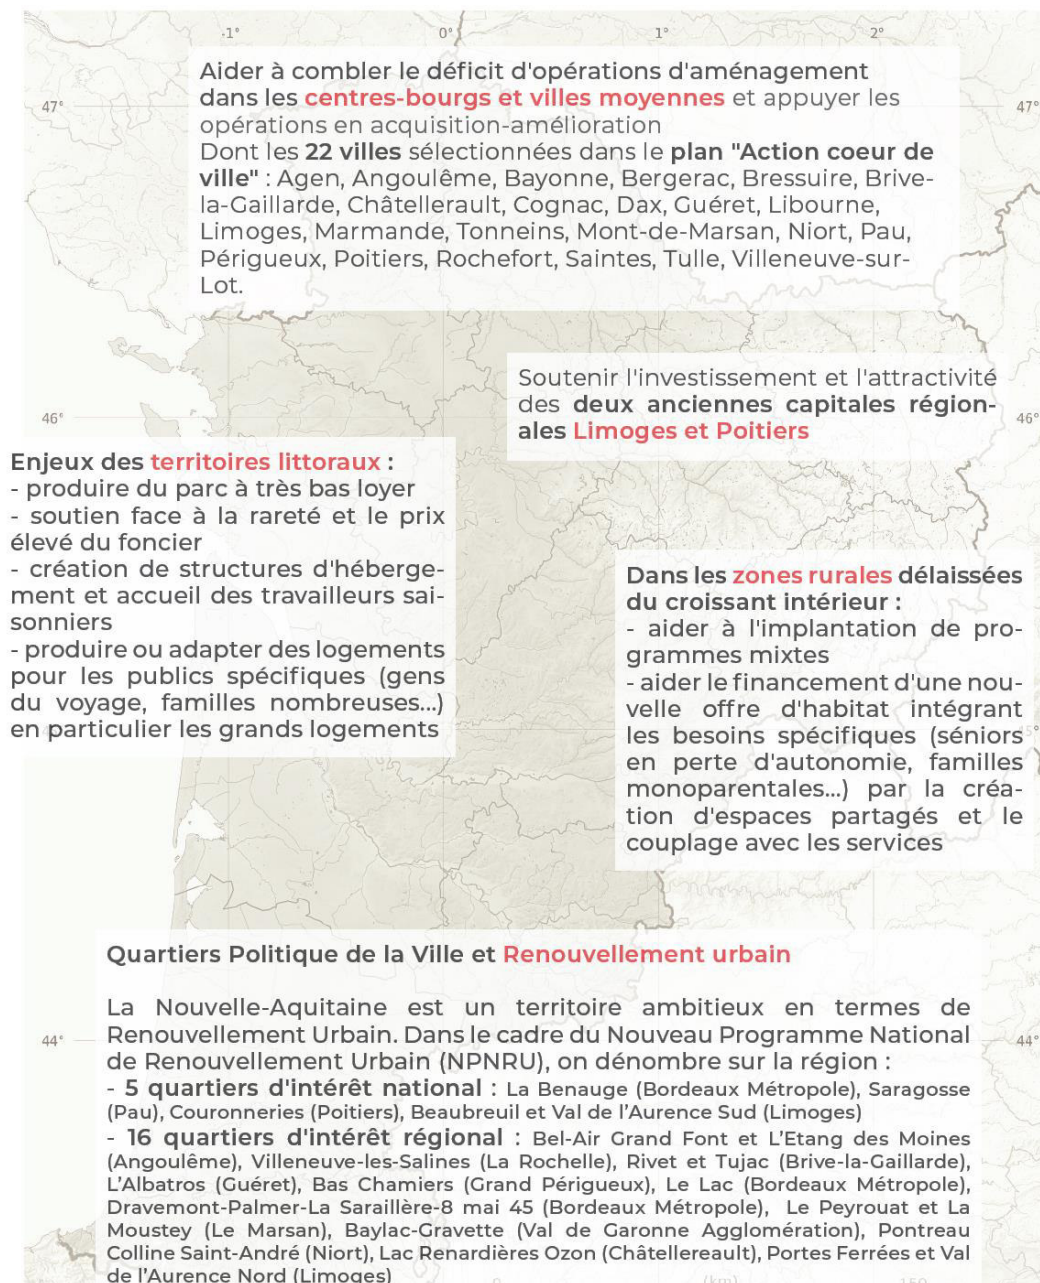 -1° 0° 1° 2°
Aider à combler le déficit d'opérations d'aménagement
dans les centres-bourgs et villes moyennes et appuyer les
47° 47°
opérations en acquisition-amélioration
Dont les 22 villes sélectionnées dans le plan "Action coeur de
ville" : Agen, Angoulême, Bayonne, Bergerac, Bressuire, Brive-
la-Gaillarde, Châtellerault, Cognac, Dax, Guéret, Libourne,
Limoges, Marmande, Tonneins, Mont-de-Marsan, Niort, Pau,
Périgueux, Poitiers, Rochefort, Saintes, Tulle, Villeneuve-sur-
Lot.
Soutenir l'investissement et l'attractivité
des deux anciennes capitales région-
ales Limoges et Poitiers
46° 46°
Enjeux des territoires littoraux :
- produire du parc à très bas loyer
- soutien face à la rareté et le prix
élevé du foncier
- création de structures d'héberge-
ment et accueil des travailleurs sai-
sonniers
- produire ou adapter des logements
pour les publics spécifiques (gens
du voyage, familles nombreuses...)
en particulier les grands logements
Dans les zones rurales délaissées
du croissant intérieur :
- aider à l'implantation de pro-
grammes mixtes
- aider le financement d'une nou-
velle offre d'habitat intégrant
les besoins spécifiques (séniors
en perte d'autonomie, familles
monoparentales...) par la créa-
tion d'espaces partagés et le
couplage avec les services
Quartiers Politique de la Ville et Renouvellement urbain
La Nouvelle-Aquitaine est un territoire ambitieux en termes de
Renouvellement Urbain. Dans le cadre du Nouveau Programme National
44° 44°
de Renouvellement Urbain (NPNRU), on dénombre sur la région :
- 5 quartiers d'intérêt national : La Benauge (Bordeaux Métropole), Saragosse
(Pau), Couronneries (Poitiers), Beaubreuil et Val de l’Aurence Sud (Limoges)
- 16 quartiers d'intérêt régional : Bel-Air Grand Font et L’Etang des Moines
(Angoulême), Villeneuve-les-Salines (La Rochelle), Rivet et Tujac (Brive-la-Gaillarde),
L’Albatros (Guéret), Bas Chamiers (Grand Périgueux), Le Lac (Bordeaux Métropole),
Dravemont-Palmer-La Saraillère-8 mai 45 (Bordeaux Métropole), Le Peyrouat et La
Moustey (Le Marsan), Baylac-Gravette (Val de Garonne Agglomération), Pontreau
Colline Saint-André (Niort), Lac Renardières Ozon (Châtellereault), Portes Ferrées et Val
de l’Aurence Nord (Limoges)
0 (km) 150